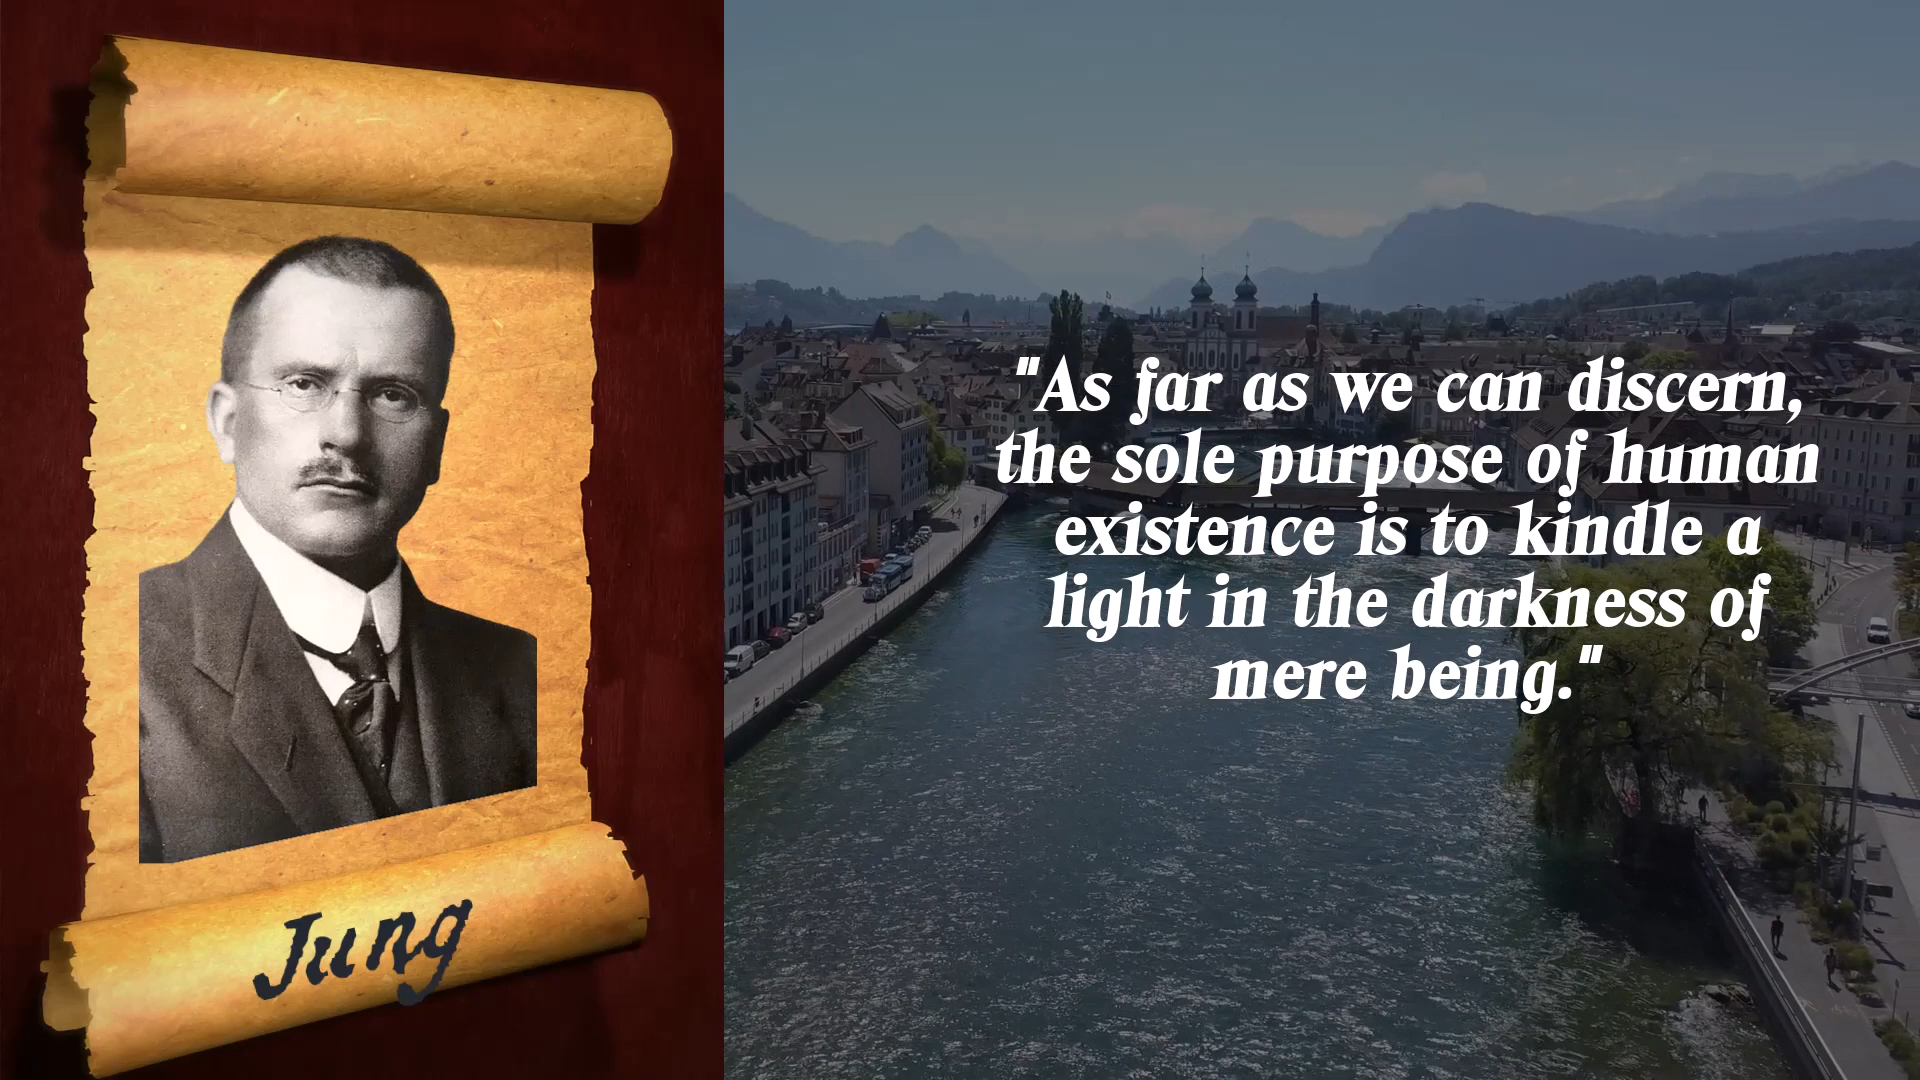 "As far as we can discern,
the sole purpose of human
existence is to kindle a
light in the darkness of
mere being."
Jung